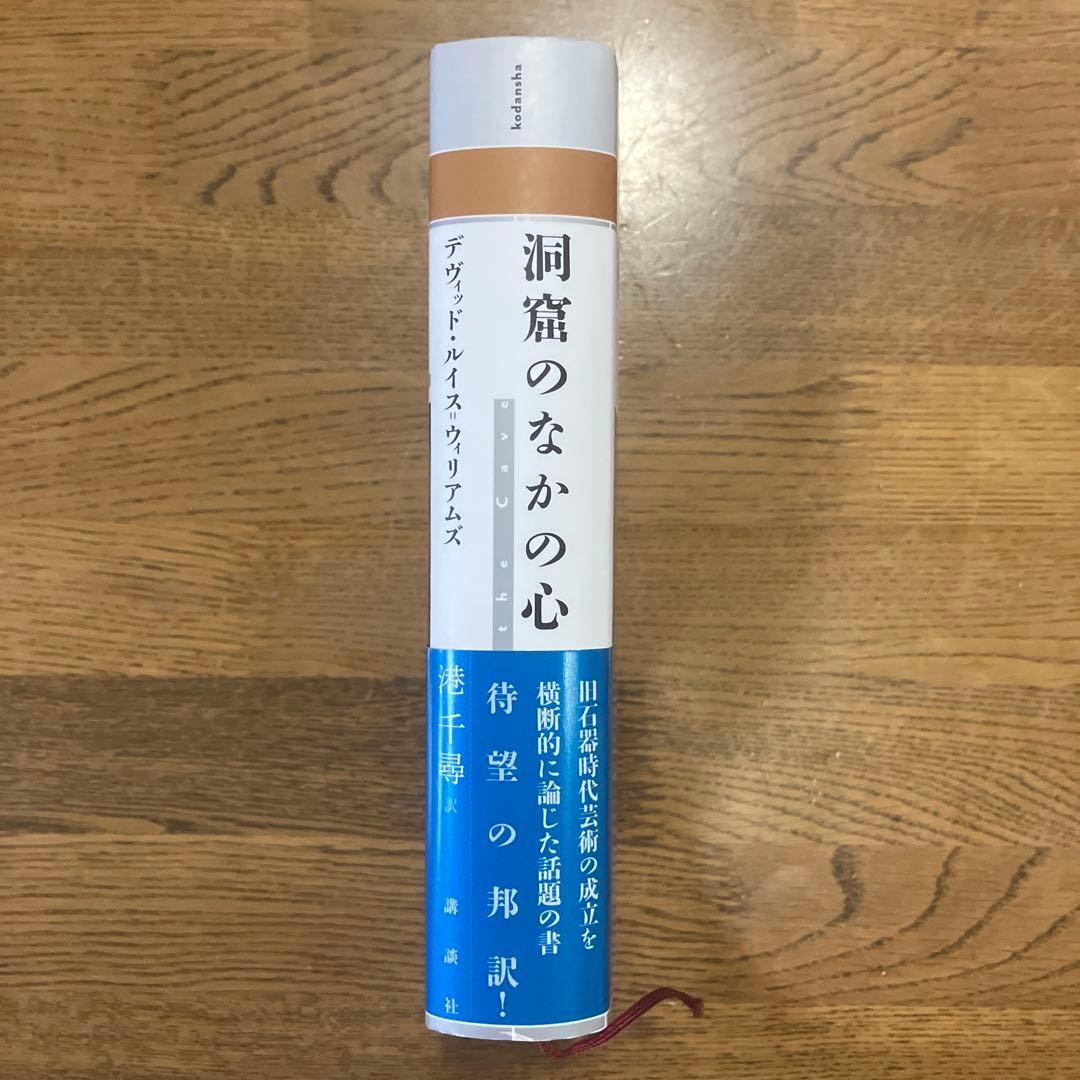 kodansha
洞窟のなかの心
the Cave
デヴィッド・ルイス=ウィリアムズ
旧石器時代芸術の成立を
横断的に論じた話題の書
待望の邦訳!
港千尋 訳
講談社